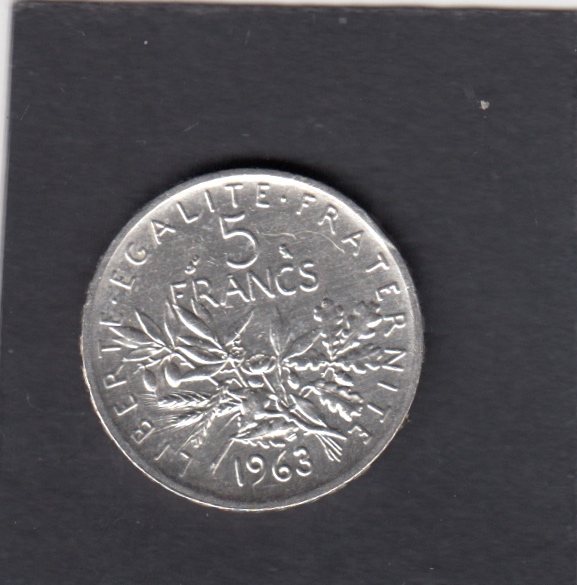 LIBERTE · EGALITE · FRATERNITE
5
FRANCS
1963